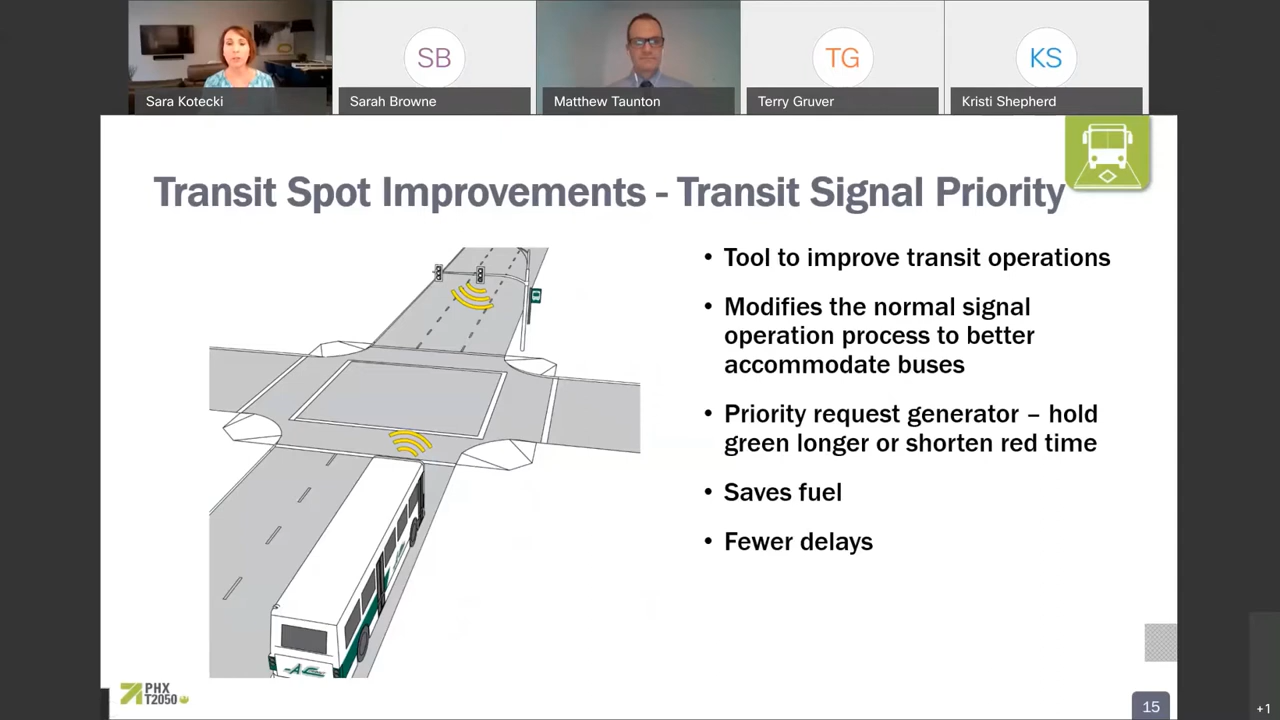 SB
TG
KS
Sara Kotecki
Sarah Browne
Matthew Taunton
Terry Gruver
Kristi Shepherd
Transit Spot Improvements - Transit Signal Priority
• Tool to improve transit operations
• Modifies the normal signal
operation process to better
accommodate buses
• Priority request generator – hold
green longer or shorten red time
• Saves fuel
• Fewer delays
PHX
T2050
15
+1